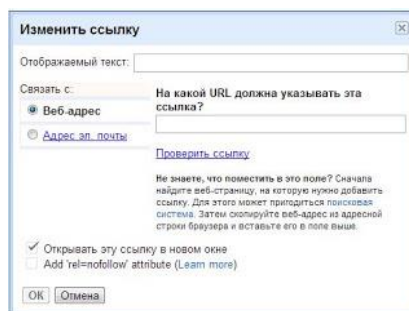 Изменить ссылку
Отображаемый текст:
Связать с:
Веб-адрес
Адрес эл. почты
На какой URL должна указывать эта
ссылка?
Проверить ссылку
Не знаете, что поместить в это поле? Сначала
найдите веб-страницу, на которую нужно добавить
ссылку. Для этого может пригодиться поисковая
система. Затем скопируйте веб-адрес из адресной
строки браузера и вставьте его в поле выше.
Открывать эту ссылку в новом окне
Add 'rel=nofollow' attribute (Learn more)
ОК Отмена